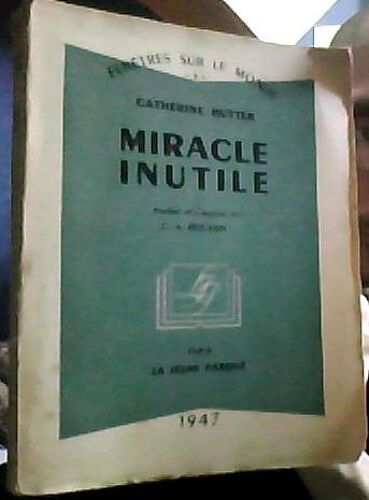 FENÊTRES SUR LE MONDE
CATHERINE HUTTER
MIRACLE
INUTILE
PARIS
LA JEUNE PARQUE
1947